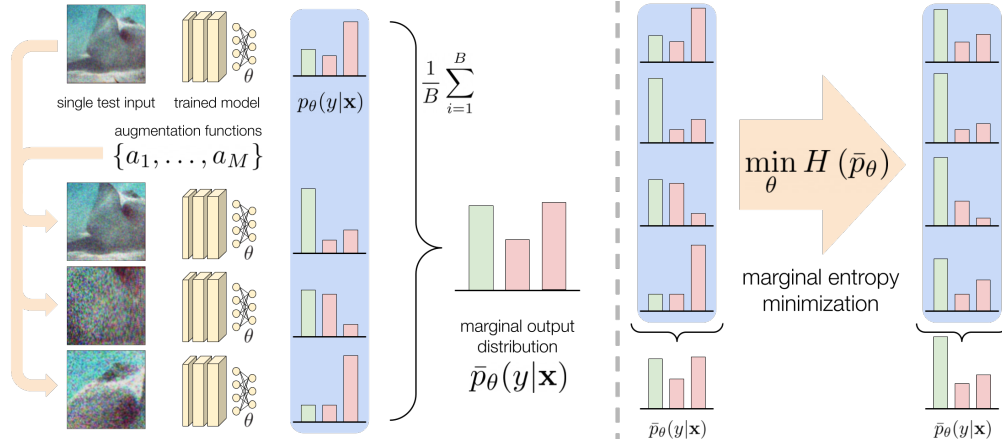 single test input
trained model
θ
p_θ(y|𝐱)
augmentation functions
{a₁, . . . , a_M}
θ
θ
θ
1/B ∑_{i=1}^{B}
marginal output
distribution
p̄_θ(y|𝐱)
min_θ H (p̄_θ)
marginal entropy
minimization
p̄_θ(y|𝐱)
p̄_θ(y|𝐱)